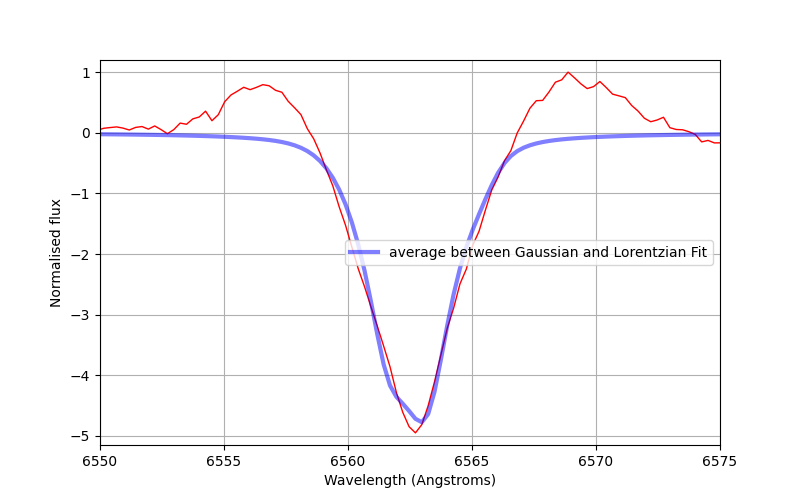 1
0
−1
−2
−3
−4
−5
Normalised flux
average between Gaussian and Lorentzian Fit
6550 6555 6560 6565 6570 6575
Wavelength (Angstroms)